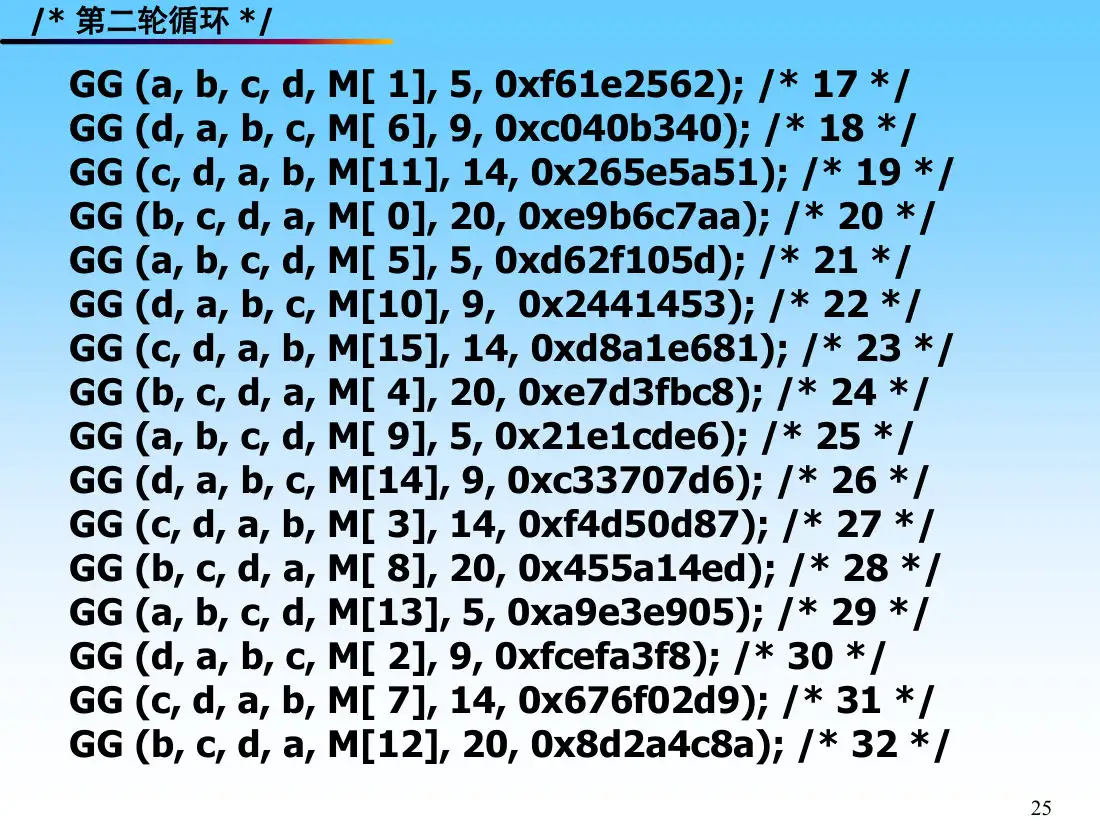 /* 第二轮循环 */
GG (a, b, c, d, M[ 1], 5, 0xf61e2562); /* 17 */
GG (d, a, b, c, M[ 6], 9, 0xc040b340); /* 18 */
GG (c, d, a, b, M[11], 14, 0x265e5a51); /* 19 */
GG (b, c, d, a, M[ 0], 20, 0xe9b6c7aa); /* 20 */
GG (a, b, c, d, M[ 5], 5, 0xd62f105d); /* 21 */
GG (d, a, b, c, M[10], 9,  0x2441453); /* 22 */
GG (c, d, a, b, M[15], 14, 0xd8a1e681); /* 23 */
GG (b, c, d, a, M[ 4], 20, 0xe7d3fbc8); /* 24 */
GG (a, b, c, d, M[ 9], 5, 0x21e1cde6); /* 25 */
GG (d, a, b, c, M[14], 9, 0xc33707d6); /* 26 */
GG (c, d, a, b, M[ 3], 14, 0xf4d50d87); /* 27 */
GG (b, c, d, a, M[ 8], 20, 0x455a14ed); /* 28 */
GG (a, b, c, d, M[13], 5, 0xa9e3e905); /* 29 */
GG (d, a, b, c, M[ 2], 9, 0xfcefa3f8); /* 30 */
GG (c, d, a, b, M[ 7], 14, 0x676f02d9); /* 31 */
GG (b, c, d, a, M[12], 20, 0x8d2a4c8a); /* 32 */
25